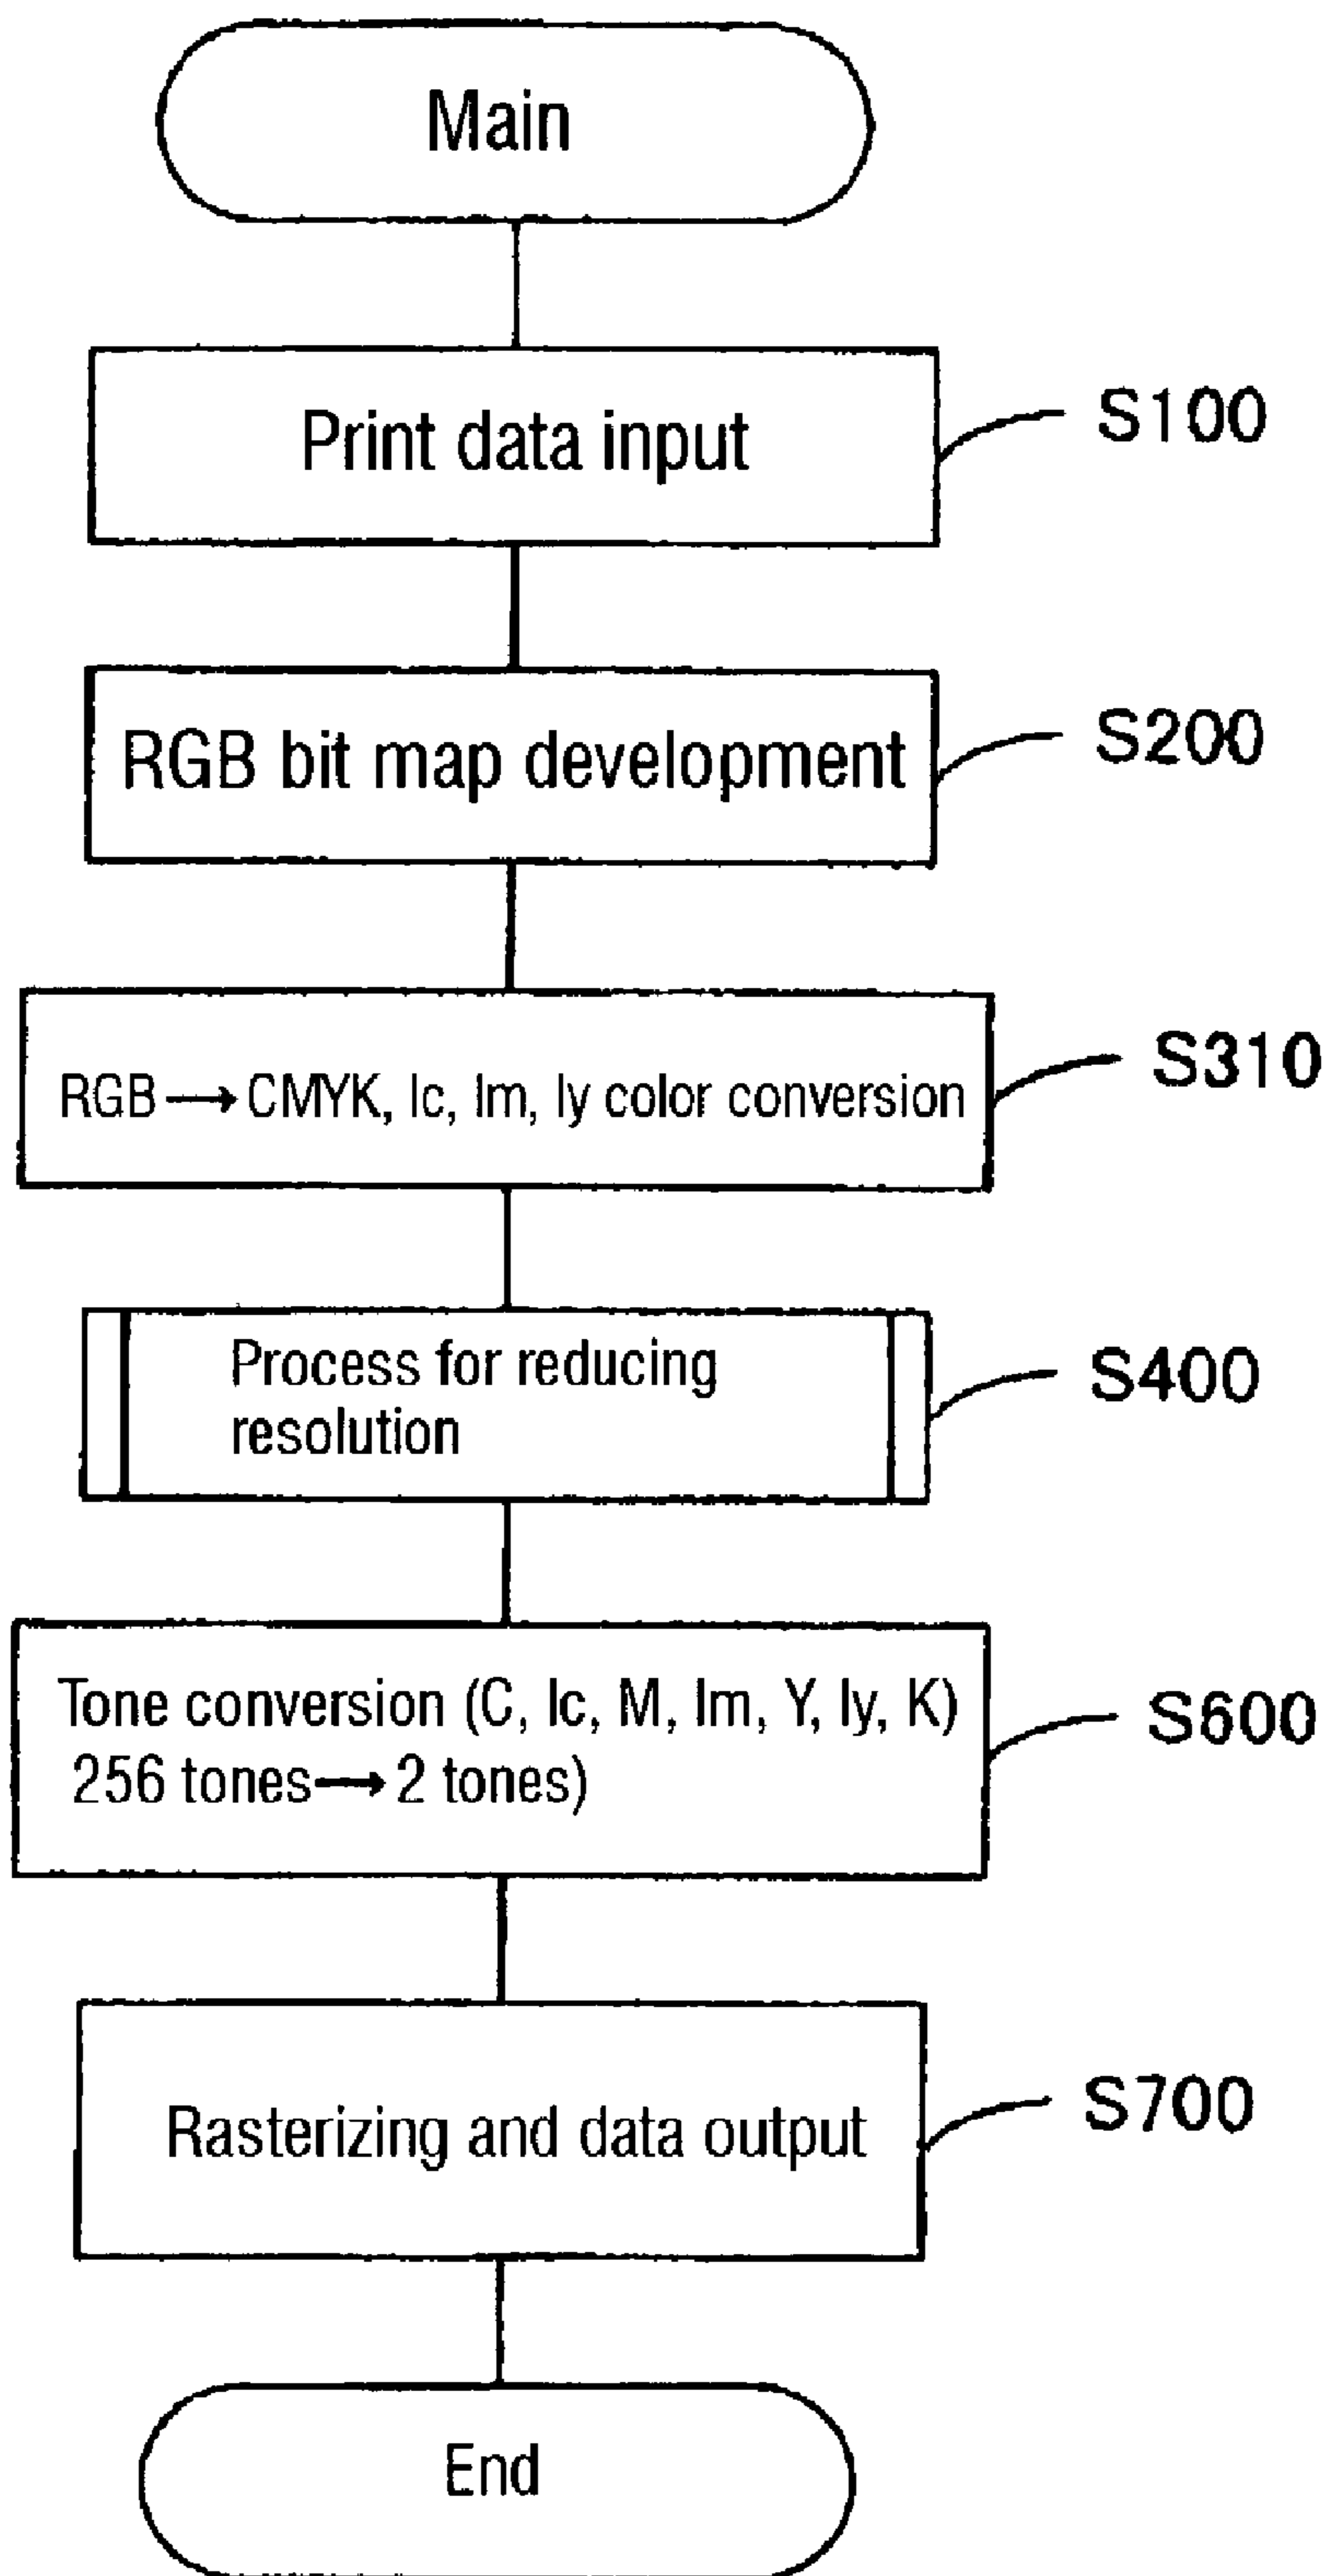 Main
Print data input
S100
RGB bit map development
S200
RGB → CMYK, lc, lm, ly color conversion
S310
Process for reducing
resolution
S400
Tone conversion (C, lc, M, lm, Y, ly, K)
256 tones → 2 tones)
S600
Rasterizing and data output
S700
End